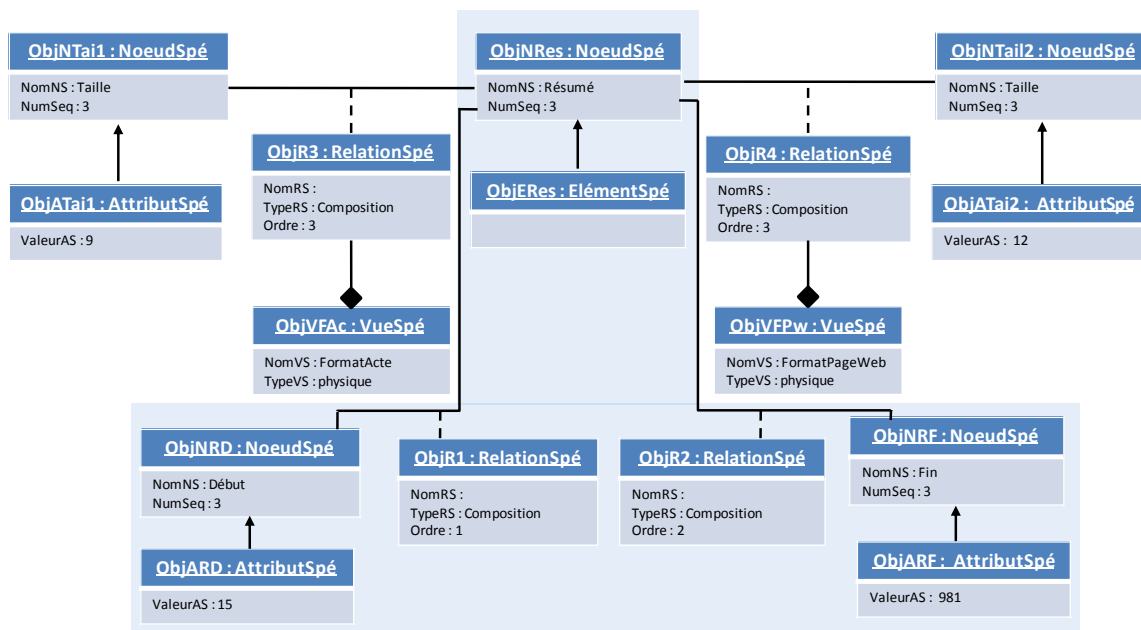 ObjNTai1 : NoeudSpé
NomNS : Taille
NumSeq : 3
ObjNRes : NoeudSpé
NomNS : Résumé
NumSeq : 3
ObjNTail2 : NoeudSpé
NomNS : Taille
NumSeq : 3
ObjR3 : RelationSpé
NomRS :
TypeRS : Composition
Ordre : 3
ObjR4 : RelationSpé
NomRS :
TypeRS : Composition
Ordre : 3
ObjATai1 : AttributSpé
ValeurAS : 9
ObjERes : ElémentSpé
ObjATai2 : AttributSpé
ValeurAS : 12
ObjVFAc : VueSpé
NomVS : FormatActe
TypeVS : physique
ObjVFPw : VueSpé
NomVS : FormatPageWeb
TypeVS : physique
ObjNRD : NoeudSpé
NomNS : Début
NumSeq : 3
ObjR1 : RelationSpé
NomRS :
TypeRS : Composition
Ordre : 1
ObjR2 : RelationSpé
NomRS :
TypeRS : Composition
Ordre : 2
ObjNRF : NoeudSpé
NomNS : Fin
NumSeq : 3
ObjARD : AttributSpé
ValeurAS : 15
ObjARF : AttributSpé
ValeurAS : 981